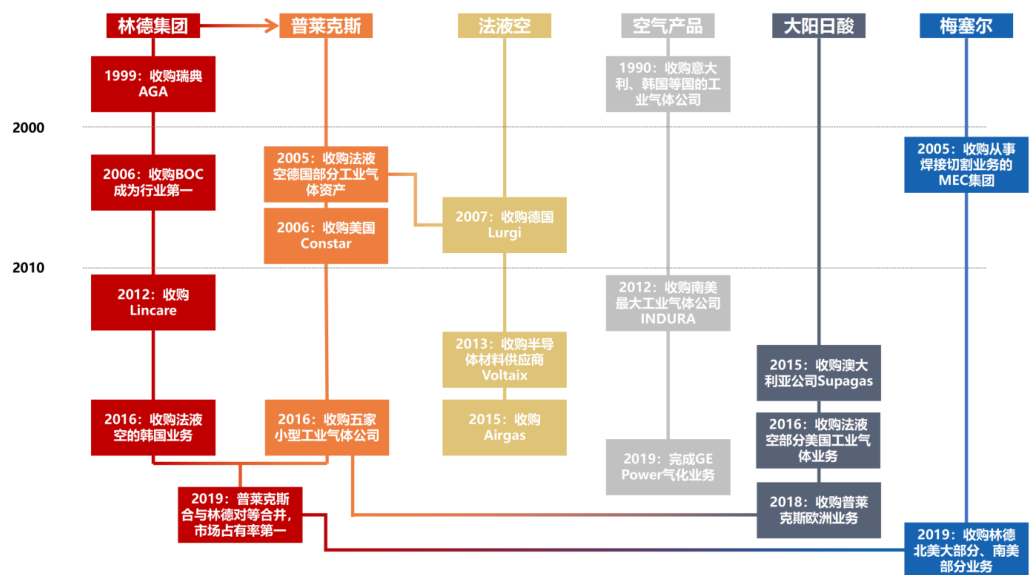 林德集团
普莱克斯
法液空
空气产品
大阳日酸
梅塞尔
1999：收购瑞典
AGA
1990：收购意大
利、韩国等国的工
业气体公司
2000
2005：收购法液
空德国部分工业气
体资产
2005：收购从事
焊接切割业务的
MEC集团
2006：收购BOC
成为行业第一
2006：收购美国
Constar
2007：收购德国
Lurgi
2010
2012：收购
Lincare
2012：收购南美
最大工业气体公司
INDURA
2013：收购半导
体材料供应商
Voltaix
2015：收购澳大
利亚公司Supagas
2016：收购法液
空的韩国业务
2016：收购五家
小型工业气体公司
2015：收购
Airgas
2016：收购法液
空部分美国工业气
体业务
2019：完成GE
Power气化业务
2019：普莱克斯
合与林德对等合并，
市场占有率第一
2018：收购普莱
克斯欧洲业务
2019：收购林德
北美大部分、南美
部分业务